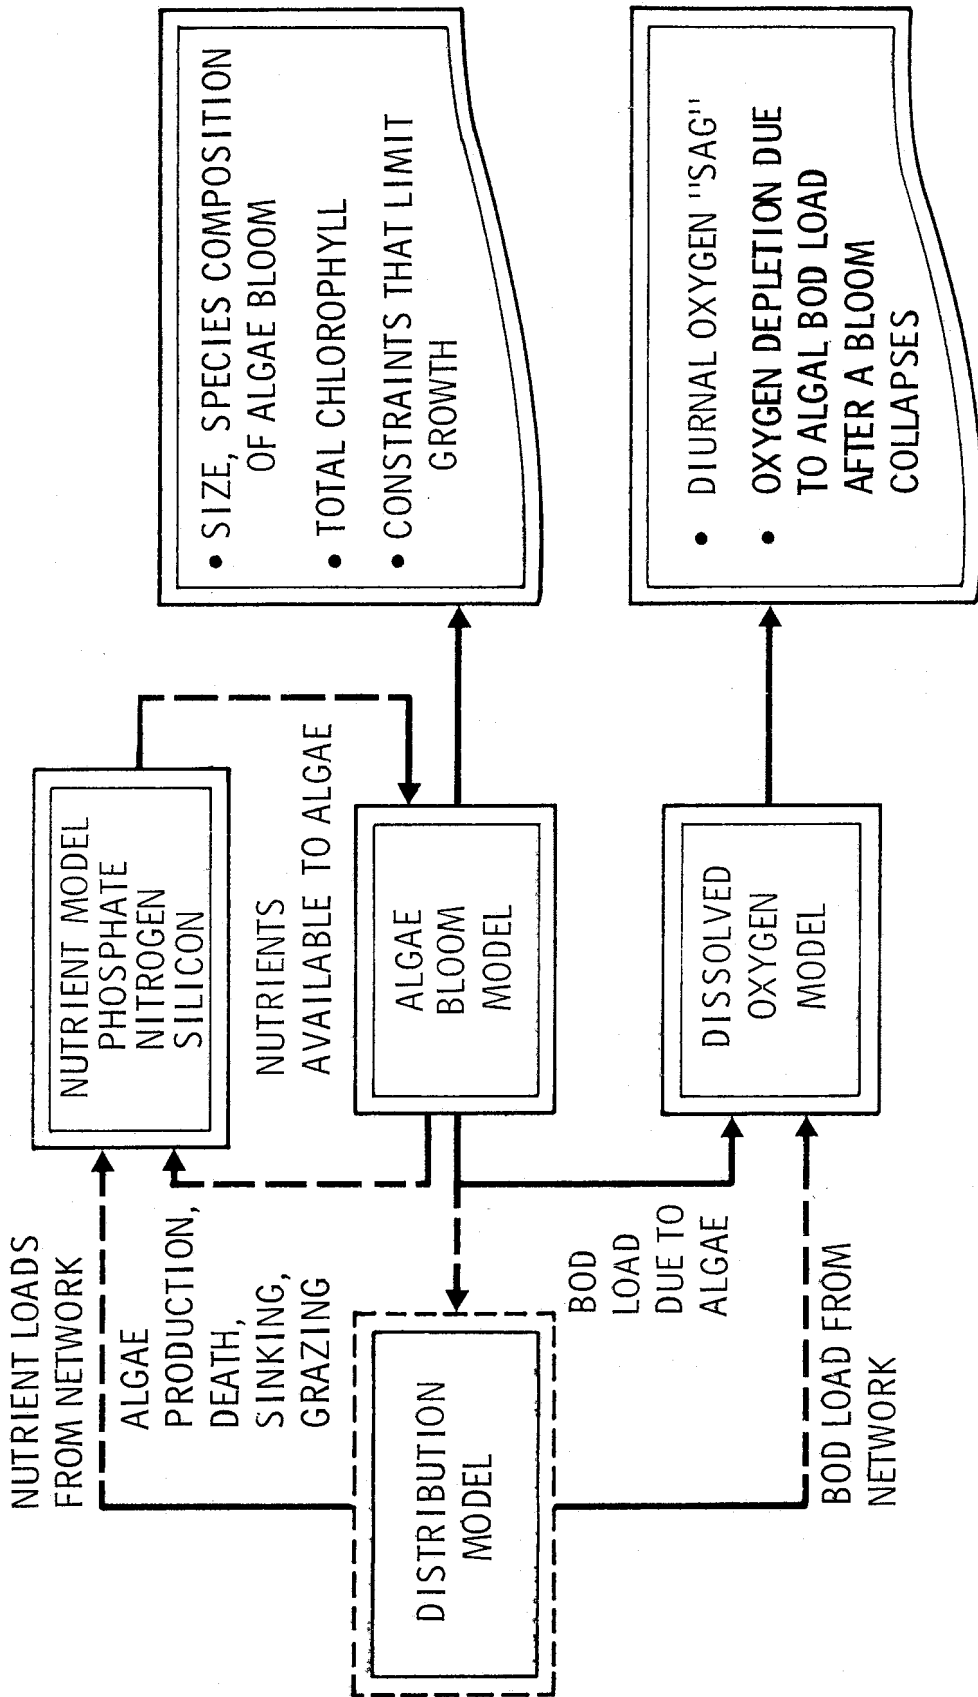 NUTRIENT LOADS
FROM NETWORK
ALGAE
PRODUCTION,
DEATH,
SINKING,
GRAZING
DISTRIBUTION
MODEL
BOD
LOAD
DUE TO
ALGAE
BOD LOAD FROM
NETWORK
NUTRIENT MODEL
PHOSPHATE
NITROGEN
SILICON
NUTRIENTS
AVAILABLE TO ALGAE
ALGAE
BLOOM
MODEL
DISSOLVED
OXYGEN
MODEL
• SIZE, SPECIES COMPOSITION
OF ALGAE BLOOM
• TOTAL CHLOROPHYLL
• CONSTRAINTS THAT LIMIT
GROWTH
• DIURNAL OXYGEN "SAG"
• OXYGEN DEPLETION DUE
TO ALGAL BOD LOAD
AFTER A BLOOM
COLLAPSES